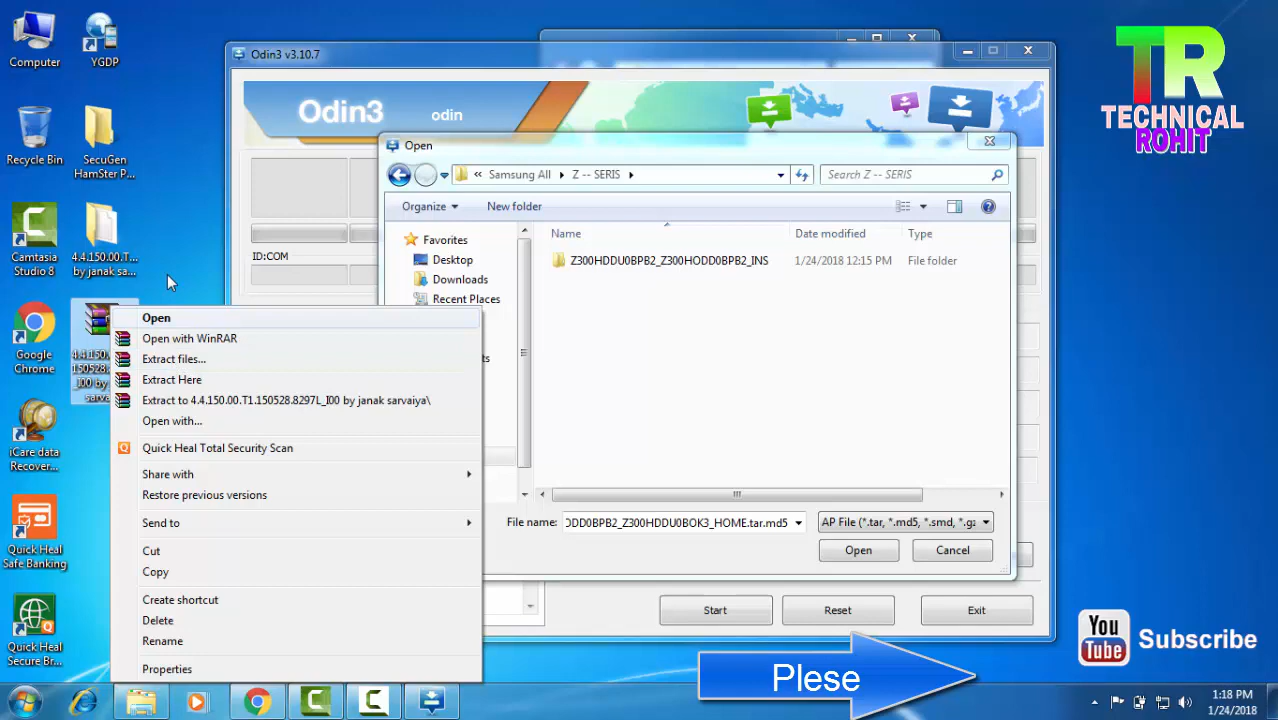 Computer
YGDP
Recycle Bin
SecuGen
HamSter P...
Camtasia
Studio 8
4.4.150.00.T...
by janak sa...
Google
Chrome
iCare data
Recover...
Quick Heal
Safe Banking
Quick Heal
Secure Br...
Odin3 v3.10.7
Odin3
odin
ID:COM
Open
Samsung All
Z -- SERIS
Search Z -- SERIS
Organize
New folder
Favorites
Desktop
Downloads
Recent Places
Name
Date modified
Type
Z300HDDU0BPB2_Z300HODD0BPB2_INS
1/24/2018 12:15 PM
File folder
File name:
ODD0BPB2_Z300HDDU0BOK3_HOME.tar.md5
AP File (*.tar, *.md5, *.smd, *.gz
Open
Cancel
Start
Reset
Exit
Open
Open with WinRAR
Extract files...
Extract Here
Extract to 4.4.150.00.T1.150528.8297L_I00 by janak sarvaiya\
Open with...
Quick Heal Total Security Scan
Share with
Restore previous versions
Send to
Cut
Copy
Create shortcut
Delete
Rename
Properties
TR
TECHNICAL
ROHIT
You
Tube
Subscribe
Plese
1:18 PM
1/24/2018